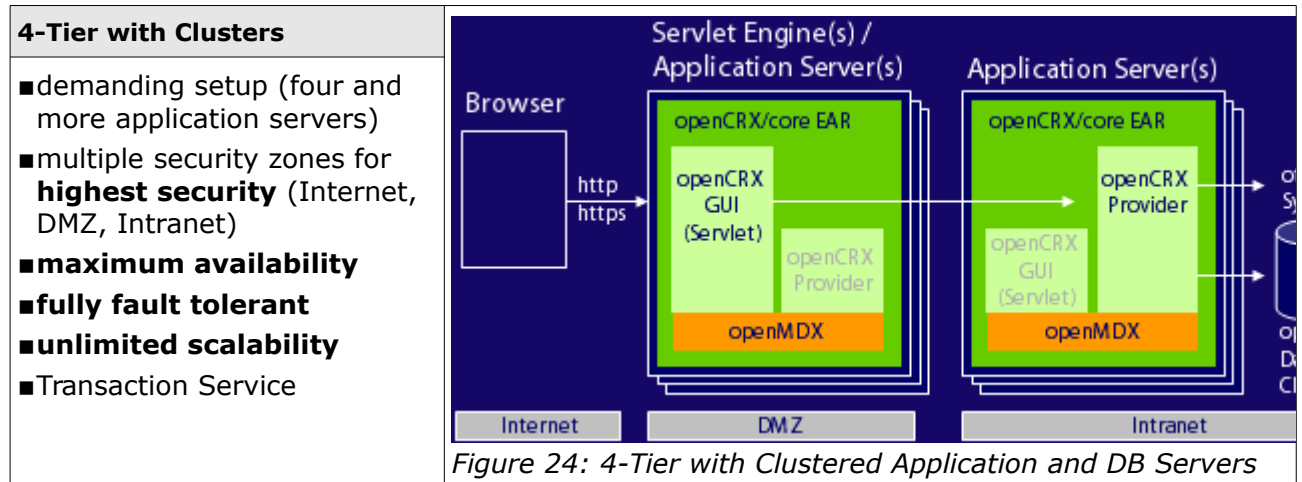 4-Tier with Clusters
■demanding setup (four and
more application servers)
■multiple security zones for
highest security (Internet,
DMZ, Intranet)
■maximum availability
■fully fault tolerant
■unlimited scalability
■Transaction Service
Servlet Engine(s) /
Application Server(s)
Application Server(s)
Browser
openCRX/core EAR
openCRX/core EAR
http
https
openCRX
GUI
(Servlet)
openCRX
Provider
openMDX
openCRX
Provider
openCRX
GUI
(Servlet)
openMDX
Internet
DMZ
Intranet
Figure 24: 4-Tier with Clustered Application and DB Servers